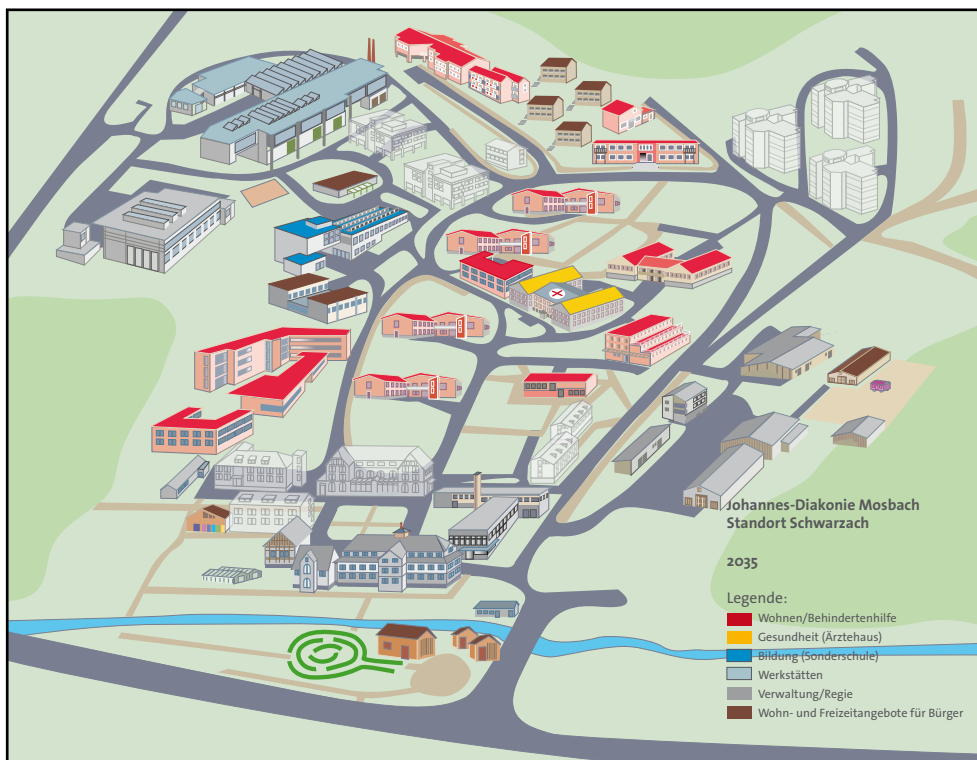 Johannes-Diakonie Mosbach
Standort Schwarzach
2035
Legende:
Wohnen/Behindertenhilfe
Gesundheit (Ärztehaus)
Bildung (Sonderschule)
Werkstätten
Verwaltung/Regie
Wohn- und Freizeitangebote für Bürger